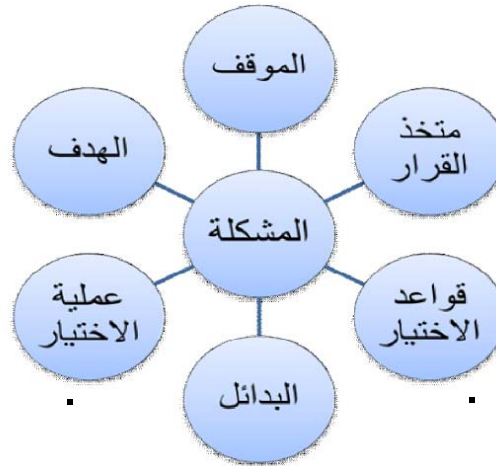 الموقف
متخذ
القرار
الهدف
المشكلة
قواعد
الاختيار
عملية
الاختيار
البدائل